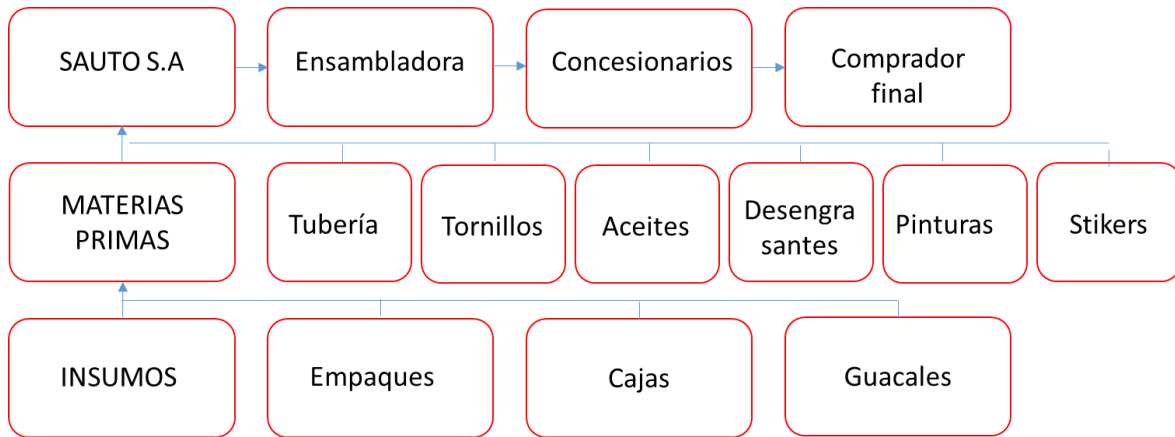 SAUTO S.A
Ensambladora
Concesionarios
Comprador
final
MATERIAS
PRIMAS
Tubería
Tornillos
Aceites
Desengra
santes
Pinturas
Stikers
INSUMOS
Empaques
Cajas
Guacales